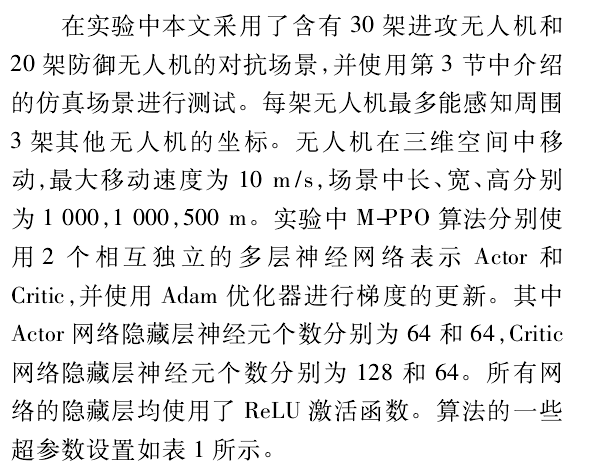 在实验中本文采用了含有 30 架进攻无人机和
20 架防御无人机的对抗场景,并使用第 3 节中介绍
的仿真场景进行测试。每架无人机最多能感知周围
3 架其他无人机的坐标。无人机在三维空间中移
动,最大移动速度为 10 m/s,场景中长、宽、高分别
为 1 000,1 000,500 m。实验中 M-PPO 算法分别使
用 2 个相互独立的多层神经网络表示 Actor 和
Critic,并使用 Adam 优化器进行梯度的更新。其中
Actor 网络隐藏层神经元个数分别为 64 和 64,Critic
网络隐藏层神经元个数分别为 128 和 64。所有网
络的隐藏层均使用了 ReLU 激活函数。算法的一些
超参数设置如表 1 所示。